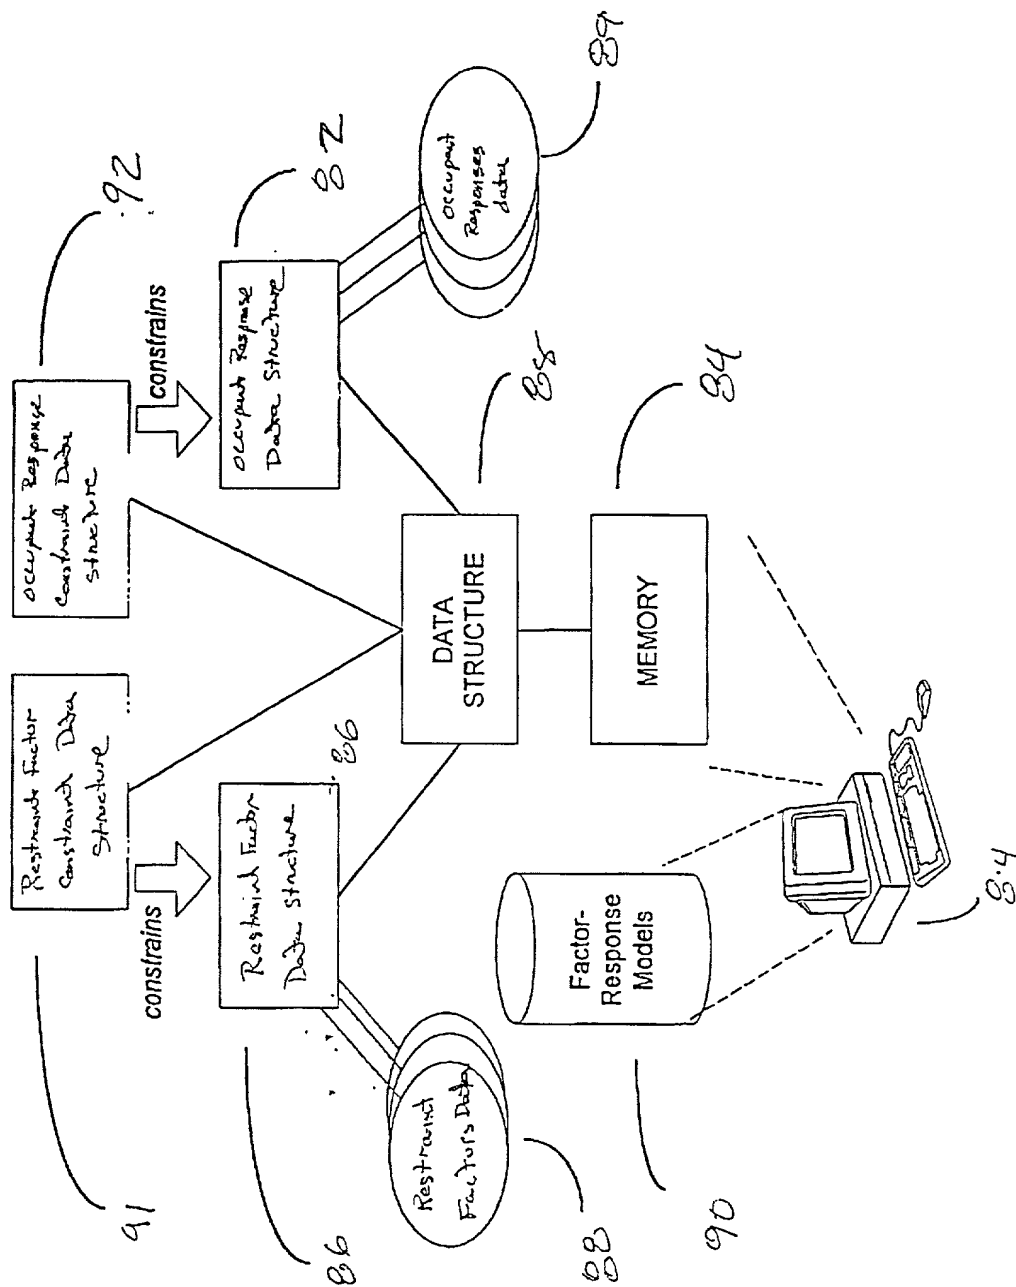 Restraint Factor
Constraint Data
Structure
Occupant Response
Constraint Data
Structure
92
91
constrains
constrains
Restraint Factor
Data Structure
86
Occupant Response
Data Structure
82
86
Restraint
Factors Data
DATA
STRUCTURE
Occupant
Responses
data
88
85
89
Factor-
Response
Models
MEMORY
90
84
84